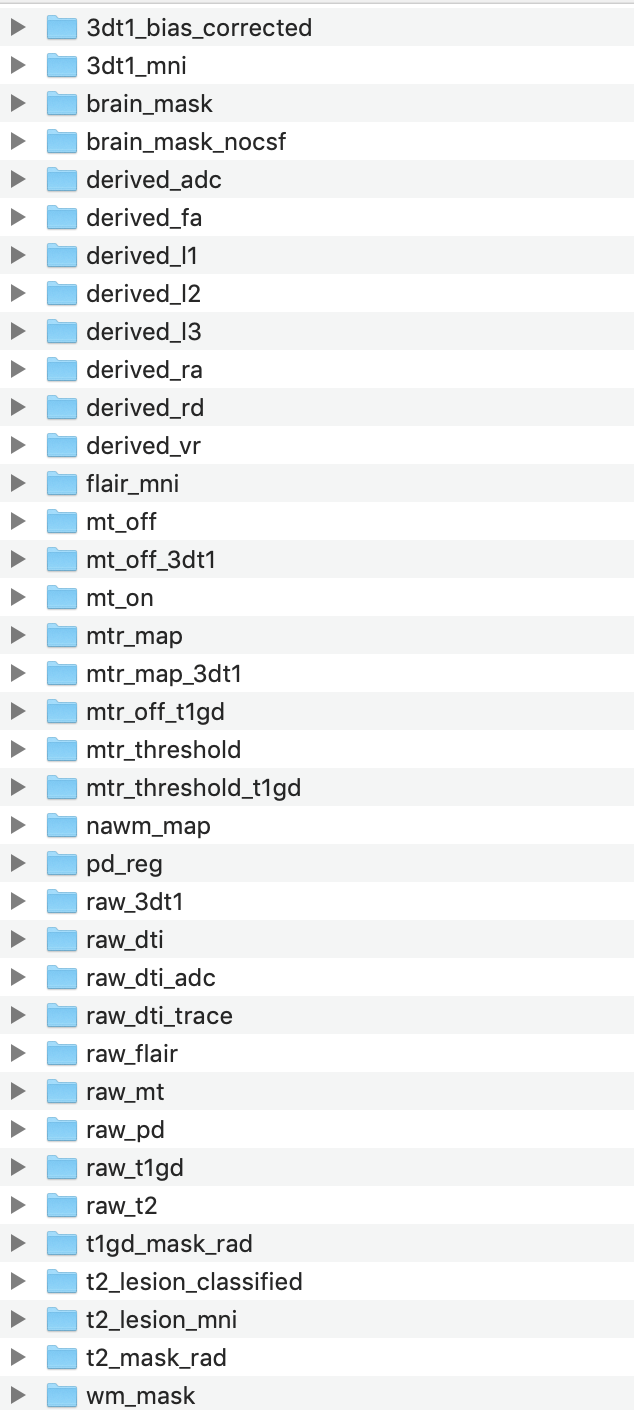 3dt1_bias_corrected
3dt1_mni
brain_mask
brain_mask_nocsf
derived_adc
derived_fa
derived_l1
derived_l2
derived_l3
derived_ra
derived_rd
derived_vr
flair_mni
mt_off
mt_off_3dt1
mt_on
mtr_map
mtr_map_3dt1
mtr_off_t1gd
mtr_threshold
mtr_threshold_t1gd
nawm_map
pd_reg
raw_3dt1
raw_dti
raw_dti_adc
raw_dti_trace
raw_flair
raw_mt
raw_pd
raw_t1gd
raw_t2
t1gd_mask_rad
t2_lesion_classified
t2_lesion_mni
t2_mask_rad
wm_mask